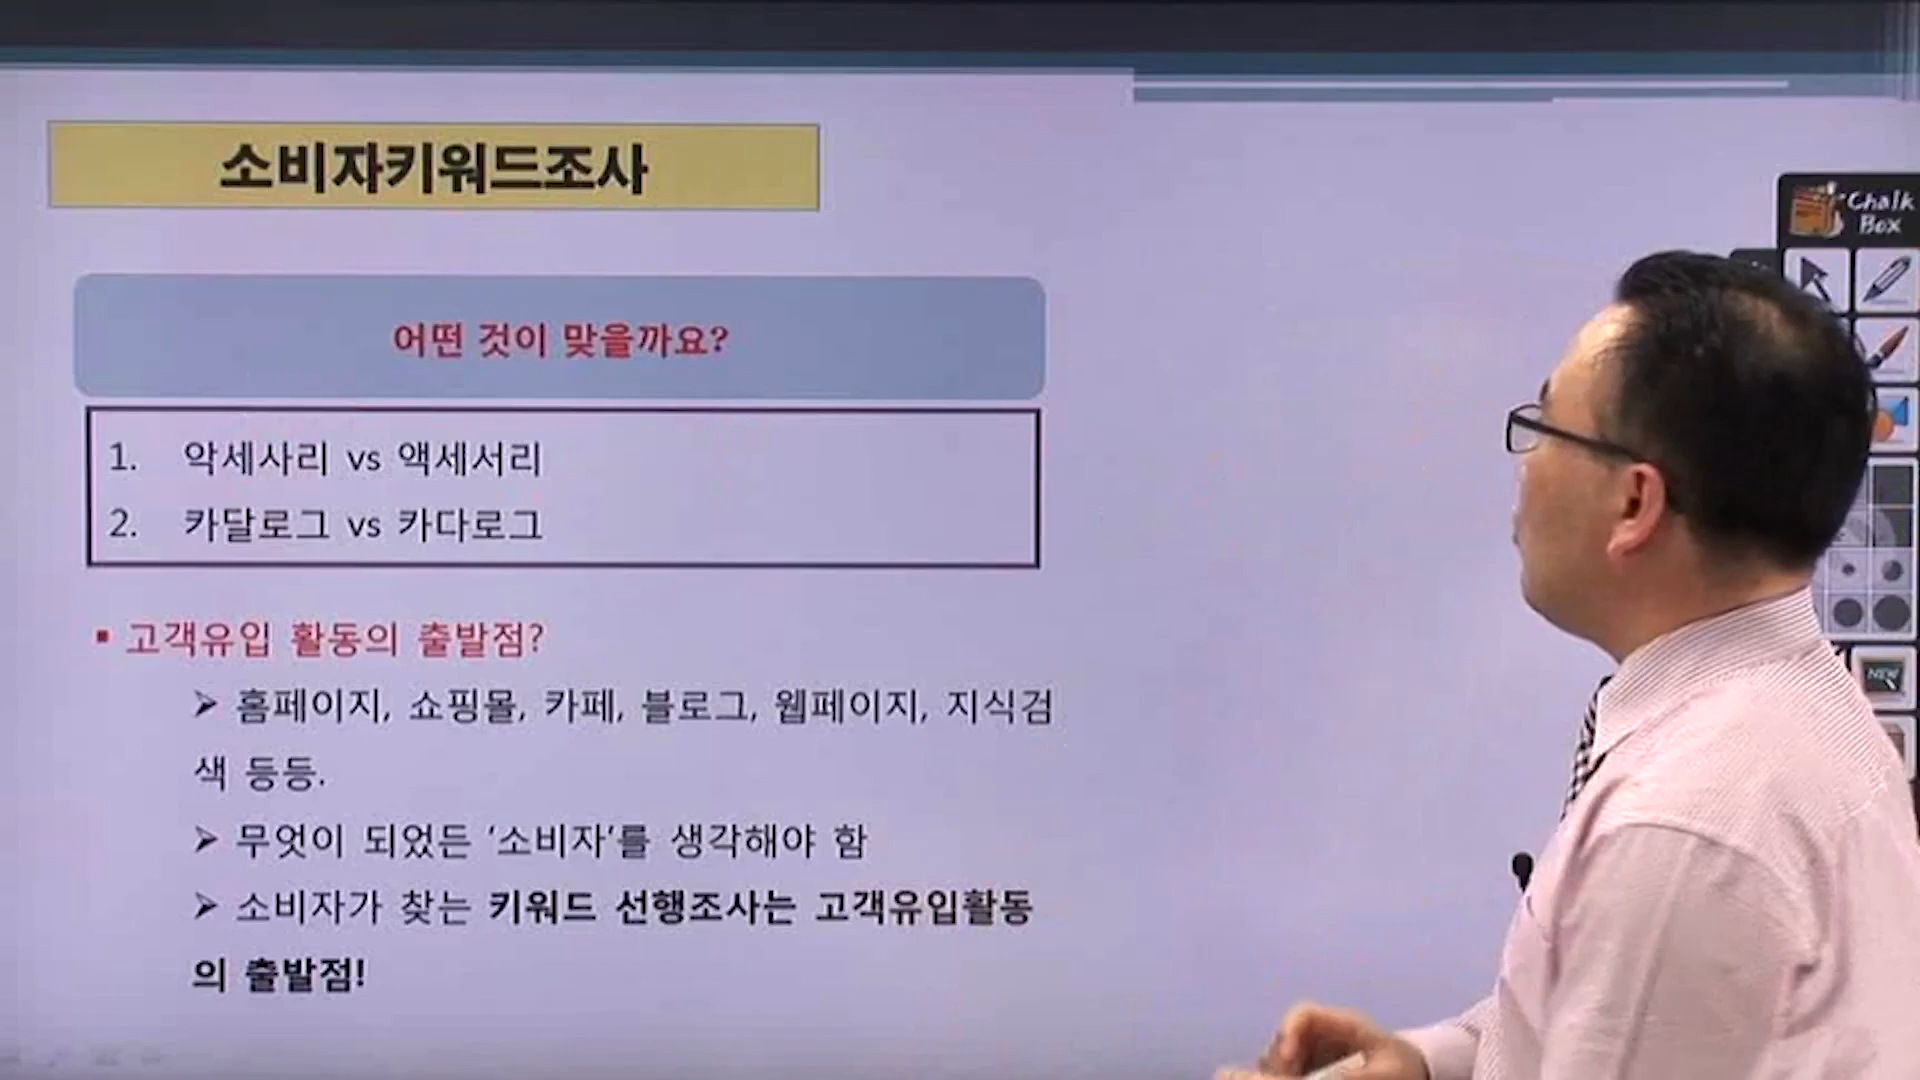 소비자키워드조사
어떤 것이 맞을까요?
1. 악세사리 vs 액세서리
2. 카달로그 vs 카다로그
▪ 고객유입 활동의 출발점?
➢ 홈페이지, 쇼핑몰, 카페, 블로그, 웹페이지, 지식검
색 등등.
➢ 무엇이 되었든 '소비자'를 생각해야 함
➢ 소비자가 찾는 키워드 선행조사는 고객유입활동
의 출발점!
Chalk
Box
NEW